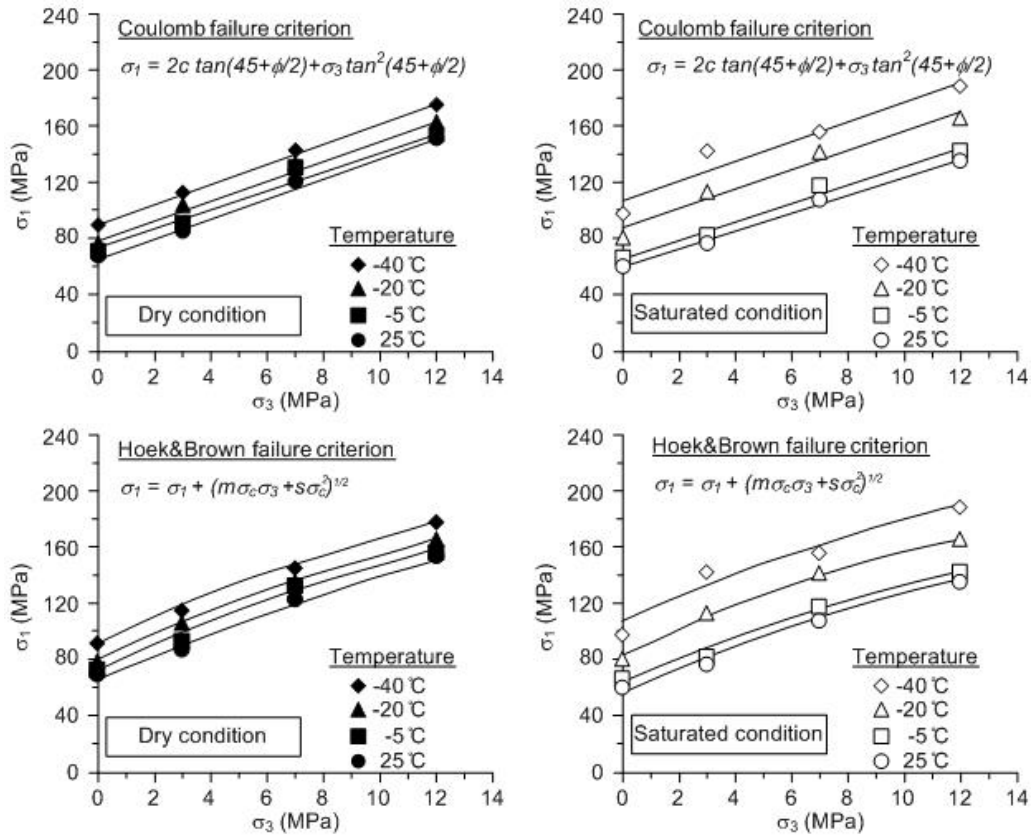 240
200
160
120
80
40
0
σ₁ (MPa)
Coulomb failure criterion
σ₁ = 2c tan(45+ϕ/2)+σ₃ tan²(45+ϕ/2)
Temperature
-40℃
-20℃
-5℃
25℃
Dry condition
0 2 4 6 8 10 12 14
σ₃ (MPa)
240
200
160
120
80
40
0
σ₁ (MPa)
Coulomb failure criterion
σ₁ = 2c tan(45+ϕ/2)+σ₃ tan²(45+ϕ/2)
Temperature
-40℃
-20℃
-5℃
25℃
Saturated condition
0 2 4 6 8 10 12 14
σ₃ (MPa)
240
200
160
120
80
40
0
σ₁ (MPa)
Hoek&Brown failure criterion
σ₁ = σ₁ + (mσcσ₃+sσc²)^1/2
Temperature
-40℃
-20℃
-5℃
25℃
Dry condition
0 2 4 6 8 10 12 14
σ₃ (MPa)
240
200
160
120
80
40
0
σ₁ (MPa)
Hoek&Brown failure criterion
σ₁ = σ₁ + (mσcσ₃+sσc²)^1/2
Temperature
-40℃
-20℃
-5℃
25℃
Saturated condition
0 2 4 6 8 10 12 14
σ₃ (MPa)